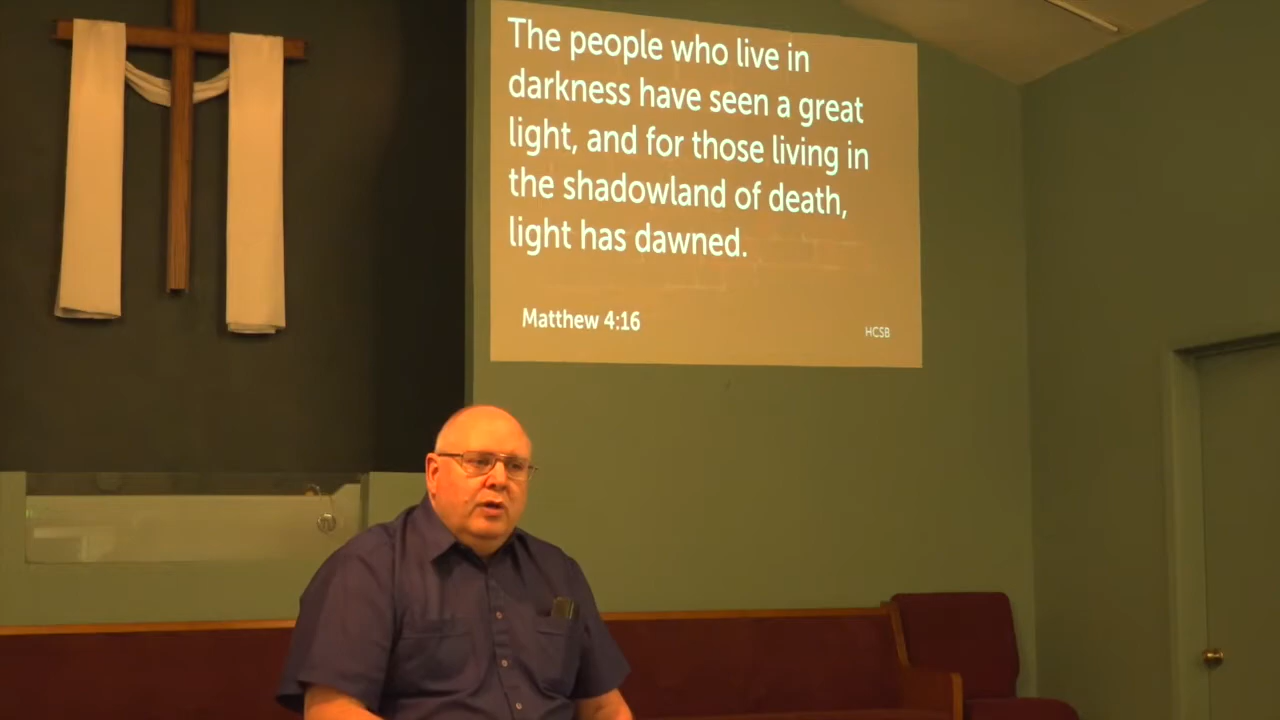 The people who live in
darkness have seen a great
light, and for those living in
the shadowland of death,
light has dawned.
Matthew 4:16
HCSB